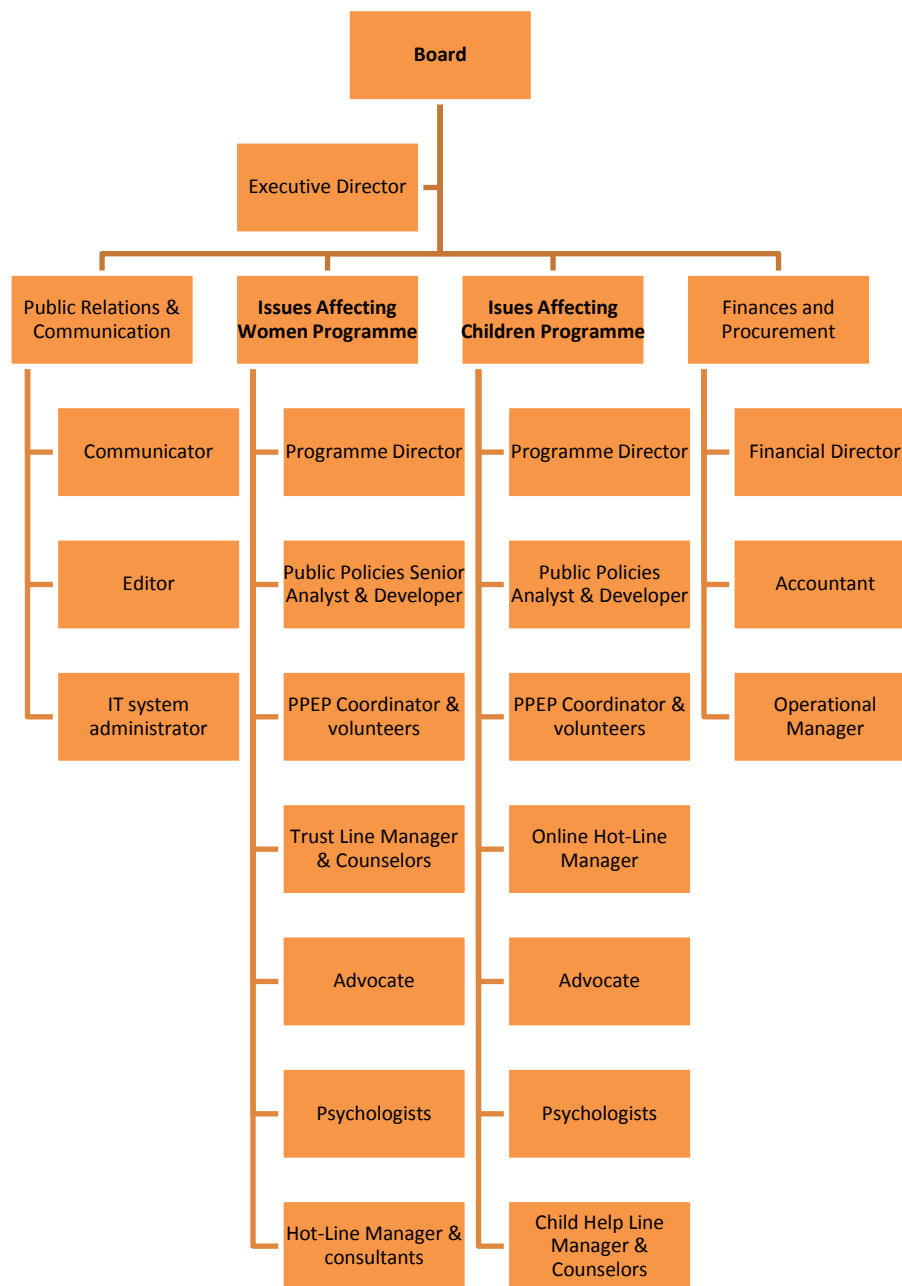 Board
Executive Director
Public Relations &
Communication
Issues Affecting
Women Programme
Isues Affecting
Children Programme
Finances and
Procurement
Communicator
Programme Director
Programme Director
Financial Director
Editor
Public Policies Senior
Analyst & Developer
Public Policies
Analyst & Developer
Accountant
IT system
administrator
PPEP Coordinator &
volunteers
PPEP Coordinator &
volunteers
Operational
Manager
Trust Line Manager
& Counselors
Online Hot-Line
Manager
Advocate
Advocate
Psychologists
Psychologists
Hot-Line Manager &
consultants
Child Help Line
Manager &
Counselors